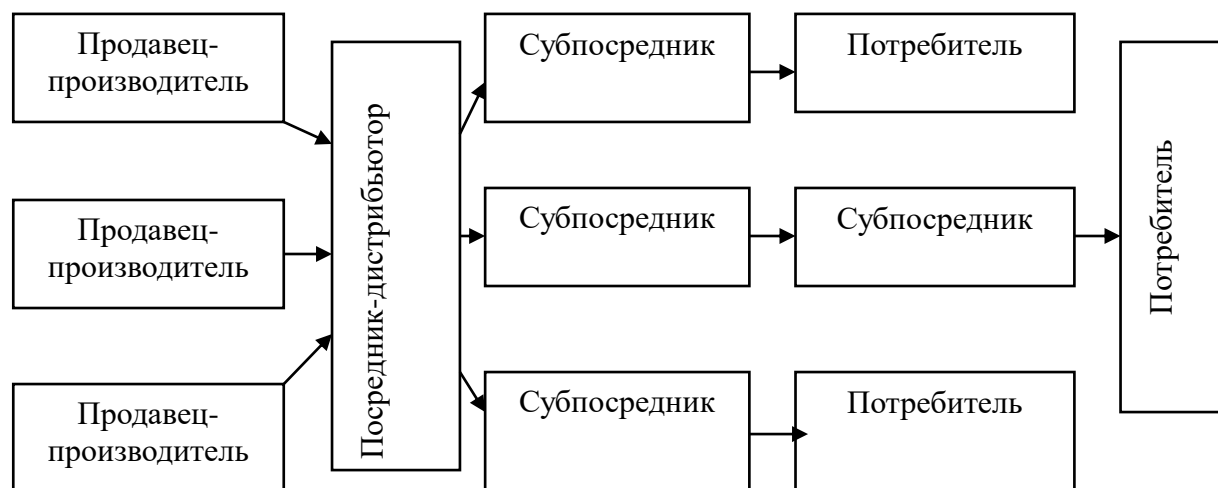 Продавец-
производитель
Субпосредник
Потребитель
Посредник-дистрибьютор
Продавец-
производитель
Субпосредник
Субпосредник
Потребитель
Продавец-
производитель
Субпосредник
Потребитель